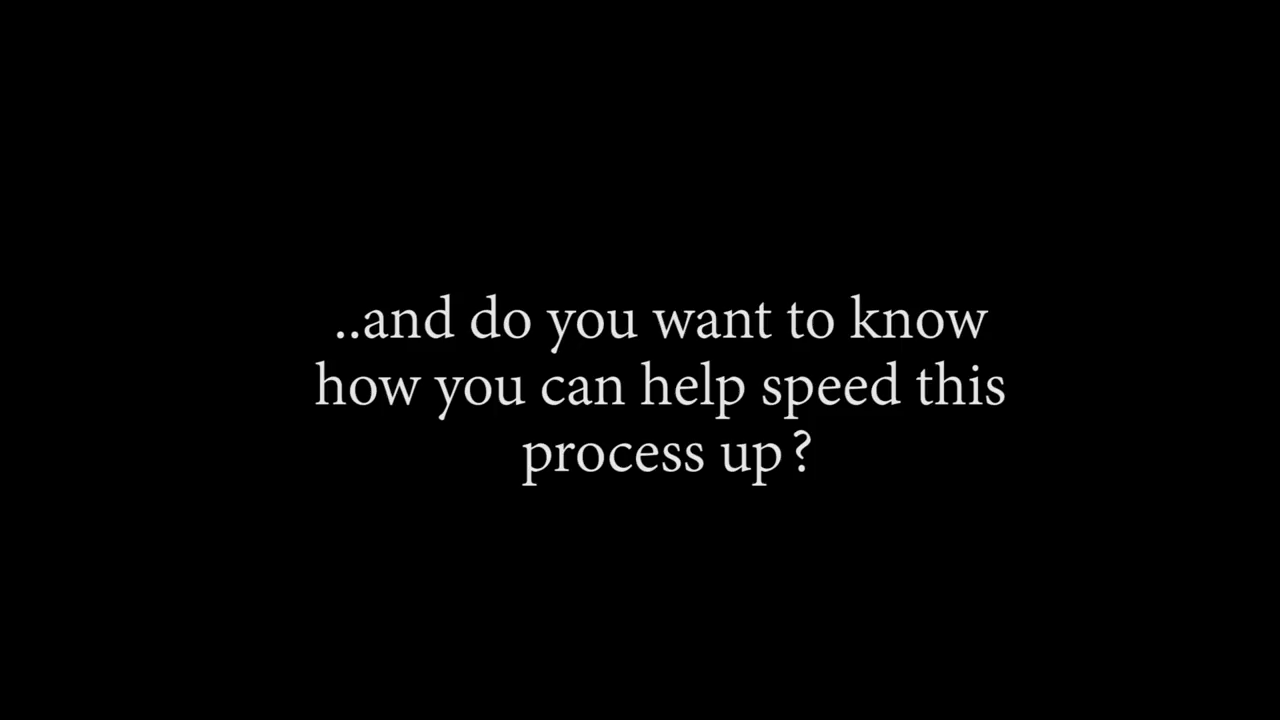 ..and do you want to know
how you can help speed this
process up?